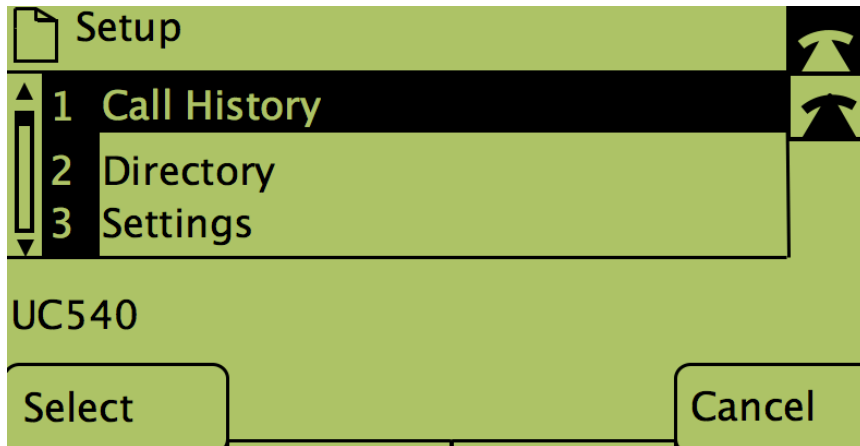 Setup
1 Call History
2 Directory
3 Settings
UC540
Select Cancel